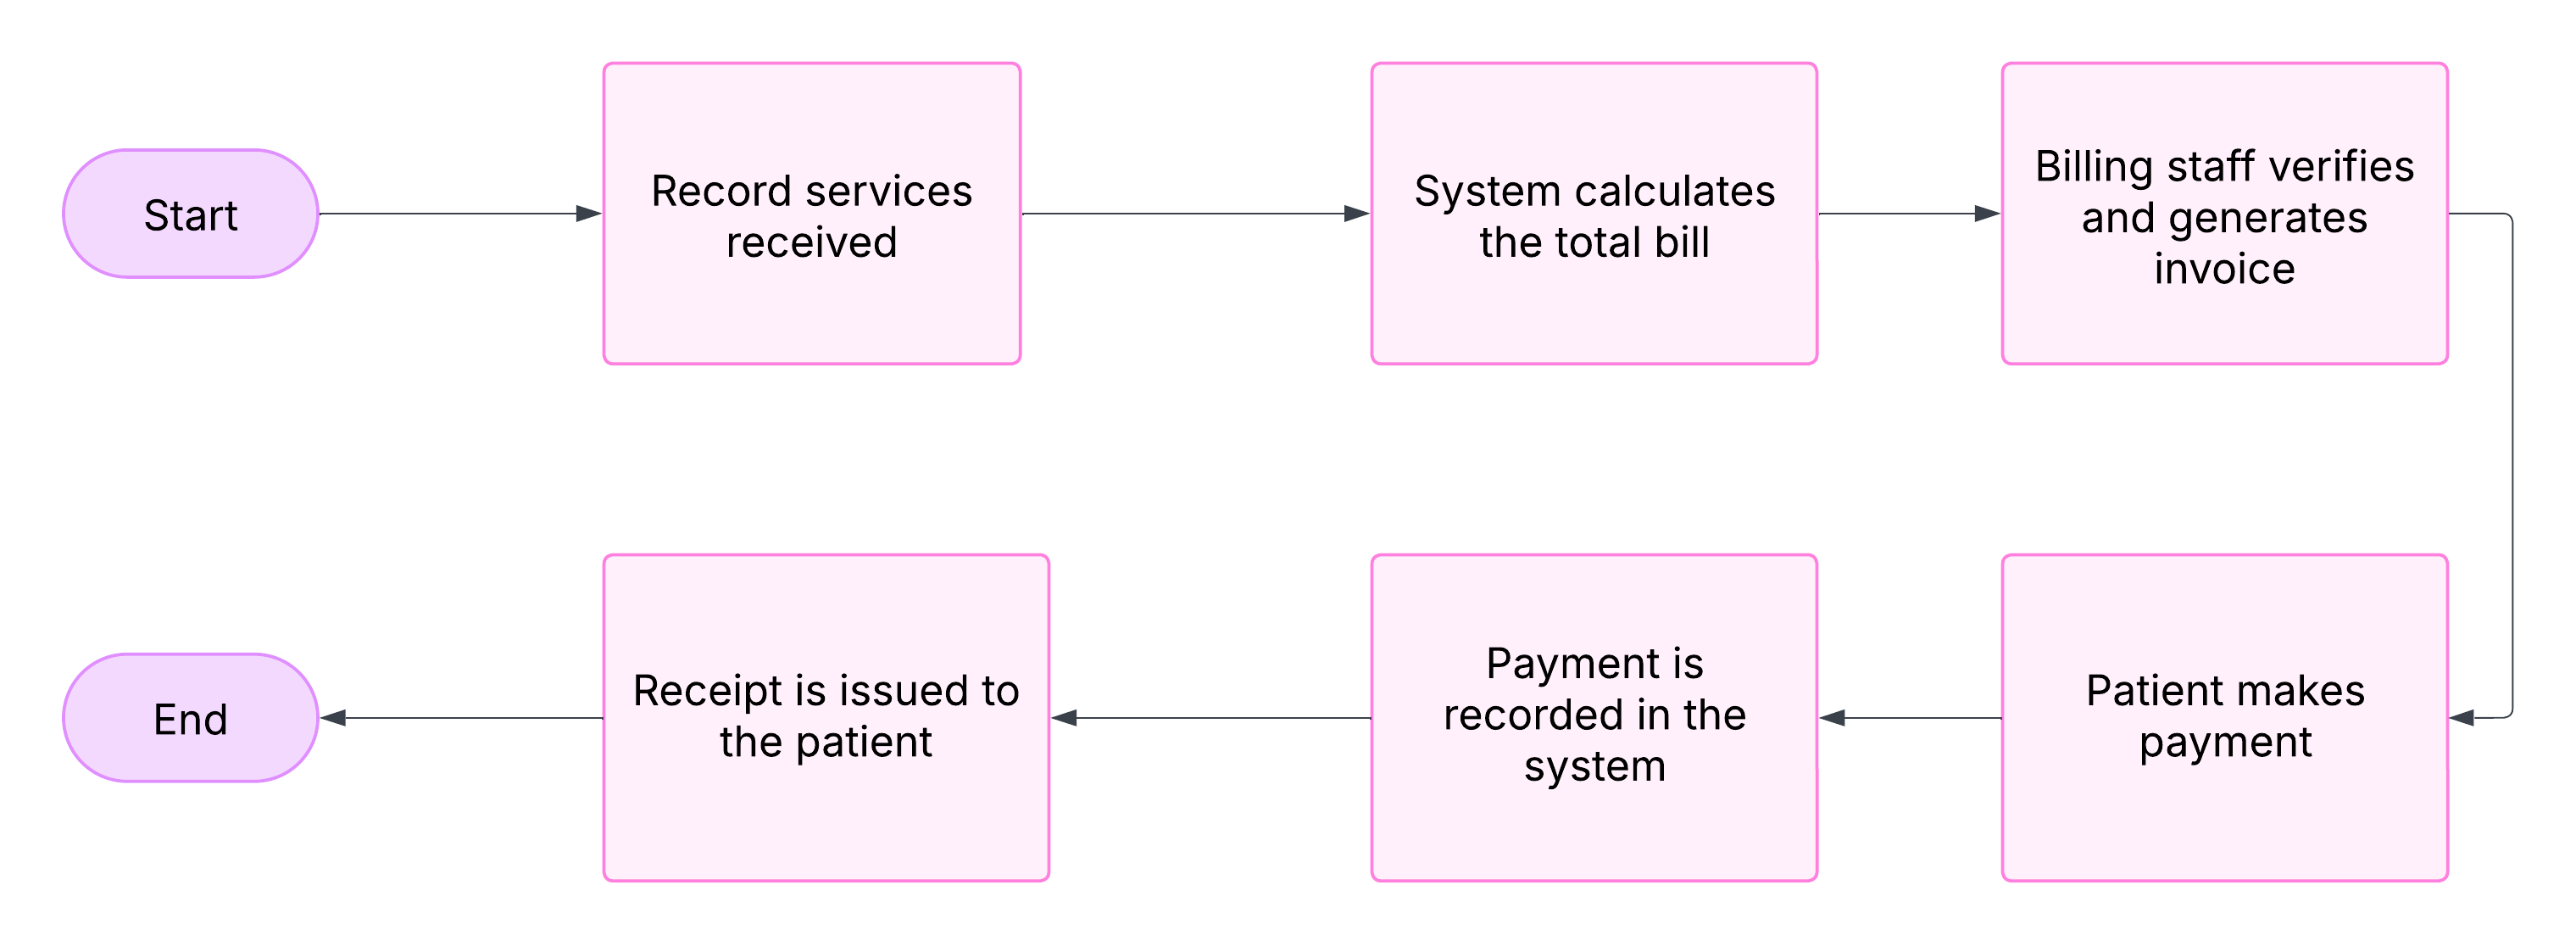 Start
Record services
received
System calculates
the total bill
Billing staff verifies
and generates
invoice
Patient makes
payment
Payment is
recorded in the
system
Receipt is issued to
the patient
End